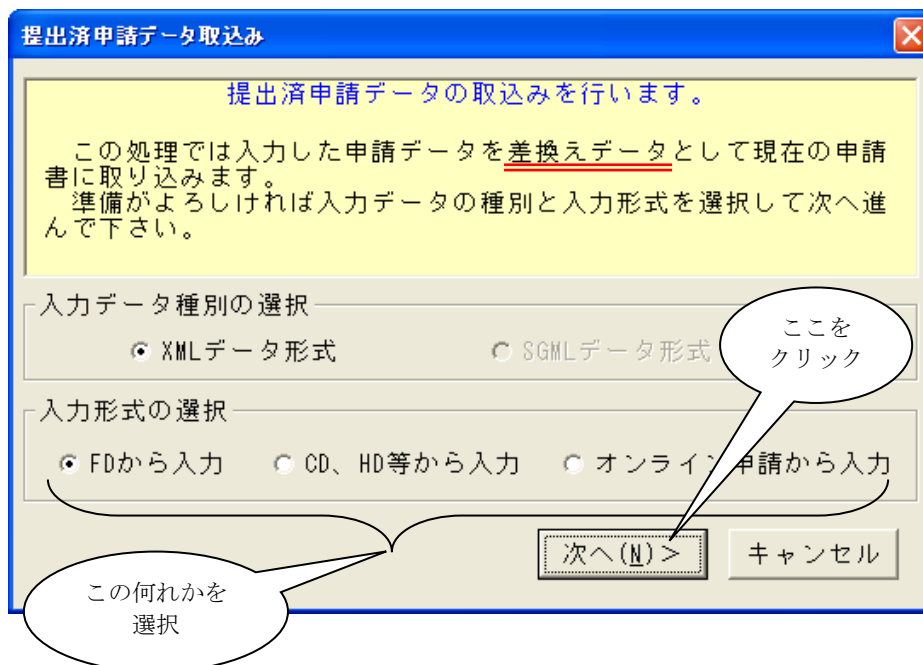 提出済申請データ取込み
提出済申請データの取込みを行います。
この処理では入力した申請データを差換えデータとして現在の申請
書に取り込みます。
準備がよろしければ入力データの種別と入力形式を選択して次へ進
んで下さい。
入力データ種別の選択
XMLデータ形式 SGMLデータ形式
ここを
クリック
入力形式の選択
FDから入力 CD、HD等から入力 オンライン申請から入力
次へ(N)> キャンセル
この何れかを
選択